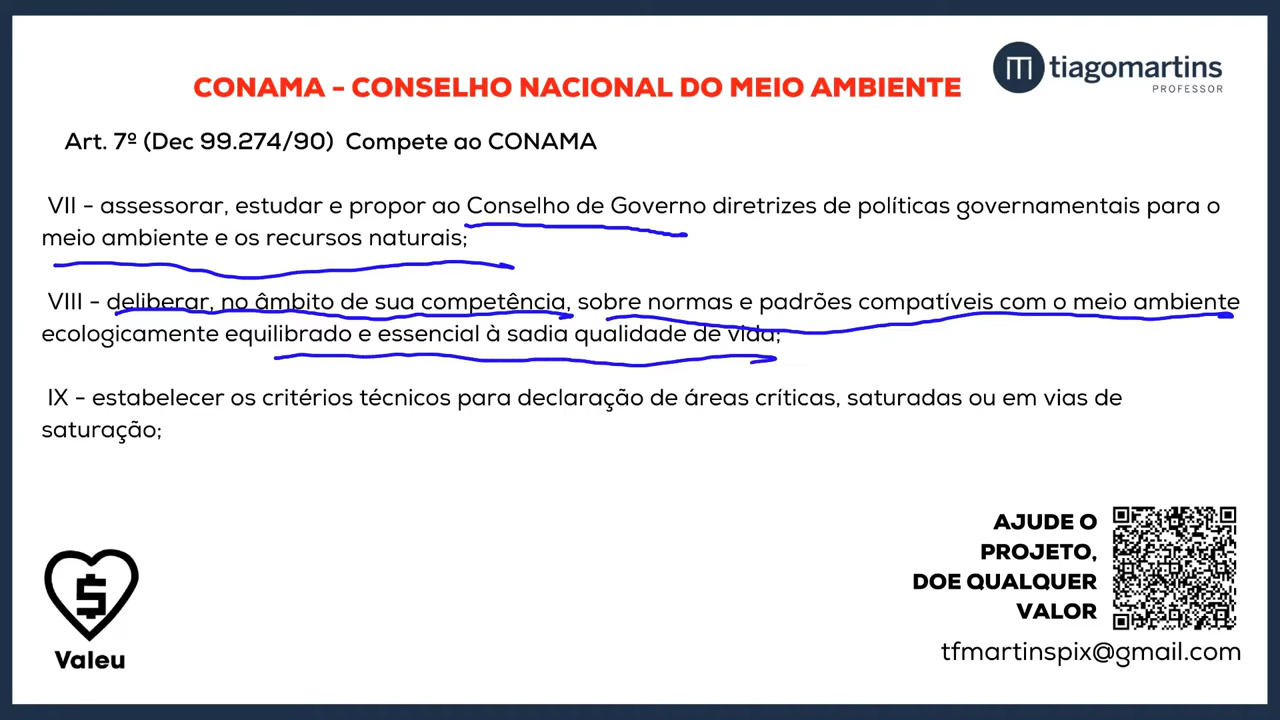 tiagomartins
PROFESSOR
CONAMA - CONSELHO NACIONAL DO MEIO AMBIENTE
Art. 7º (Dec 99.274/90)  Compete ao CONAMA
VII - assessorar, estudar e propor ao Conselho de Governo diretrizes de políticas governamentais para o
meio ambiente e os recursos naturais;
VIII - deliberar, no âmbito de sua competência, sobre normas e padrões compatíveis com o meio ambiente
ecologicamente equilibrado e essencial à sadia qualidade de vida;
IX - estabelecer os critérios técnicos para declaração de áreas críticas, saturadas ou em vias de
saturação;
AJUDE O
PROJETO,
DOE QUALQUER
VALOR
tfmartinspix@gmail.com
$
Valeu